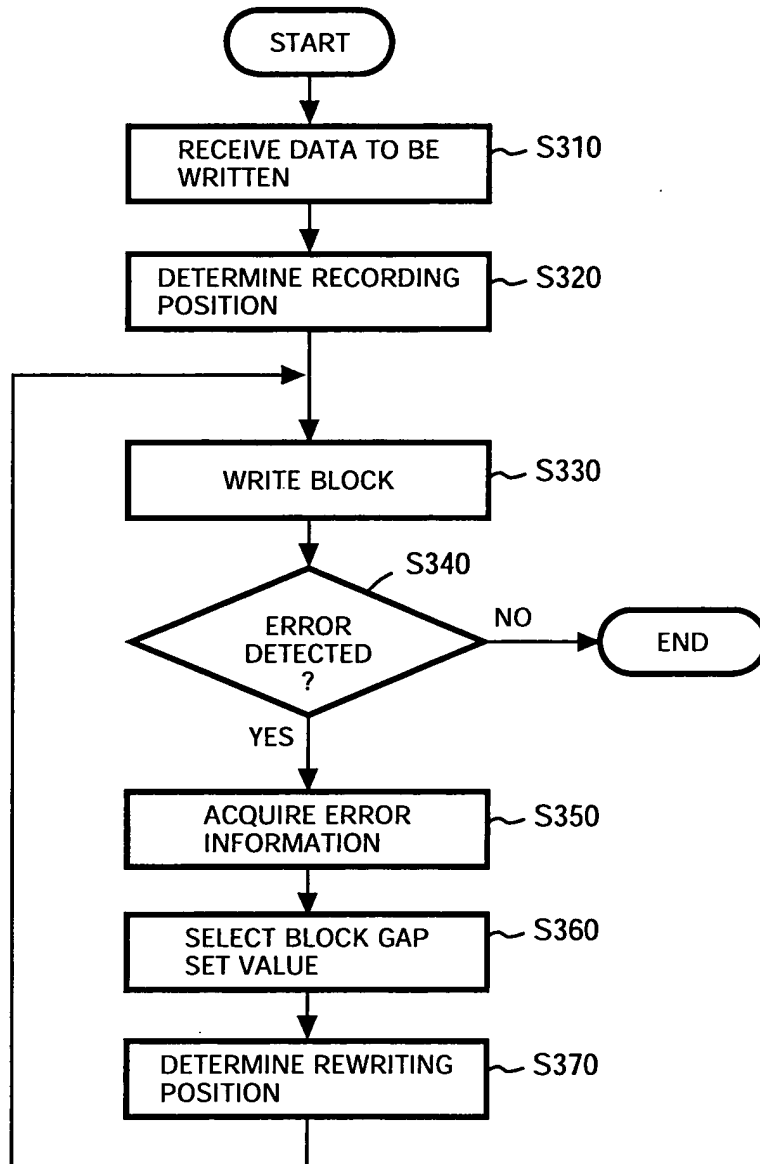 START
RECEIVE DATA TO BE
WRITTEN
S310
DETERMINE RECORDING
POSITION
S320
WRITE BLOCK
S330
S340
ERROR
DETECTED
?
NO
END
YES
ACQUIRE ERROR
INFORMATION
S350
SELECT BLOCK GAP
SET VALUE
S360
DETERMINE REWRITING
POSITION
S370